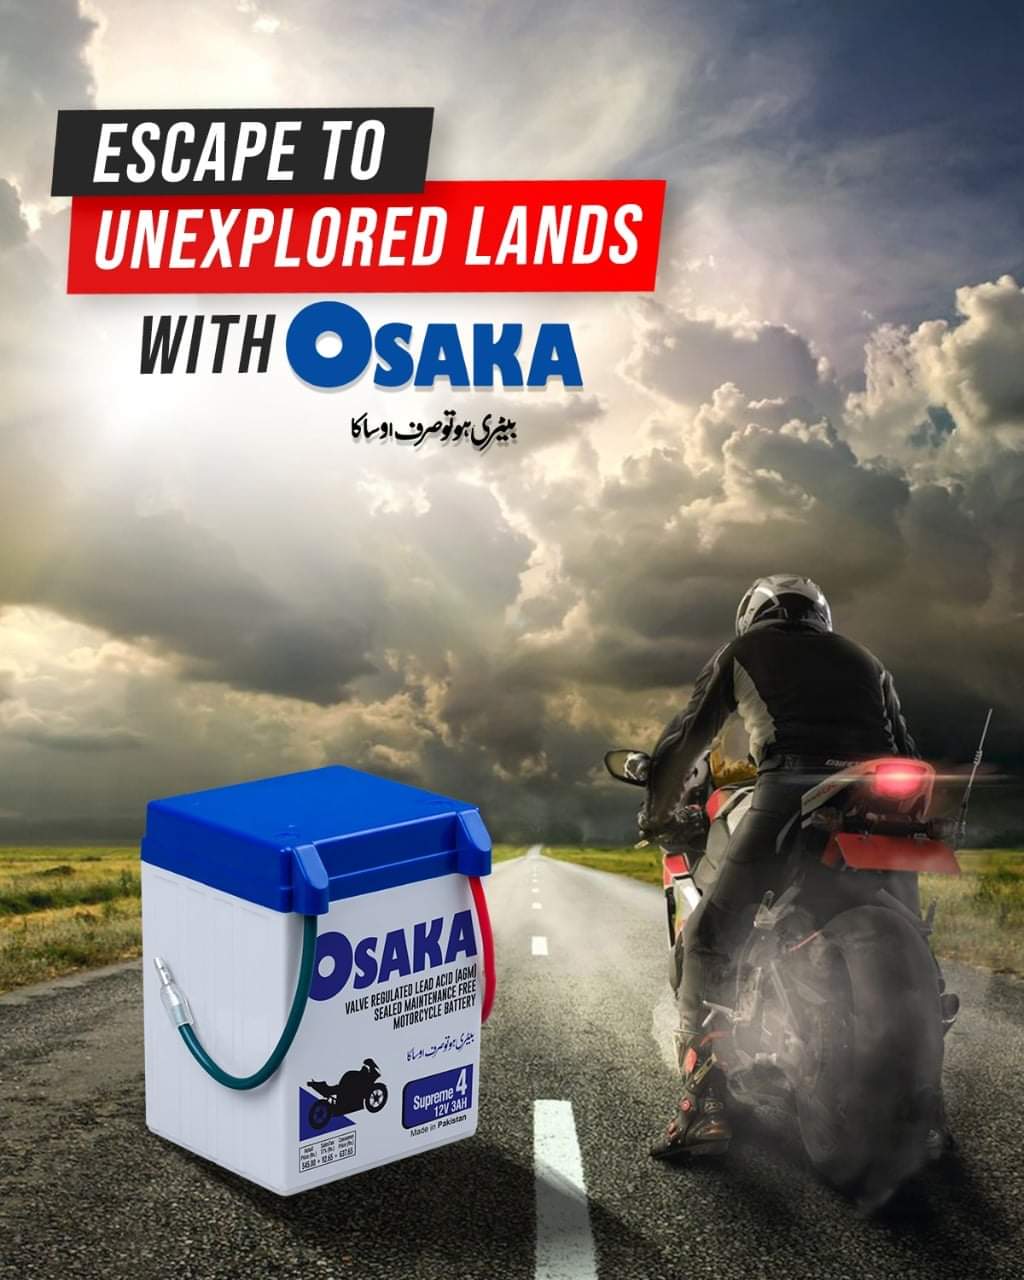 ESCAPE TO
UNEXPLORED LANDS
WITH OSAKA
بیٹری ہو تو صرف اوساکا
OSAKA
VALVE REGULATED LEAD ACID (AGM)
SEALED MAINTENANCE FREE
MOTORCYCLE BATTERY
بیٹری ہو تو صرف اوساکا
Supreme 4
12V 3AH
Made in Pakistan